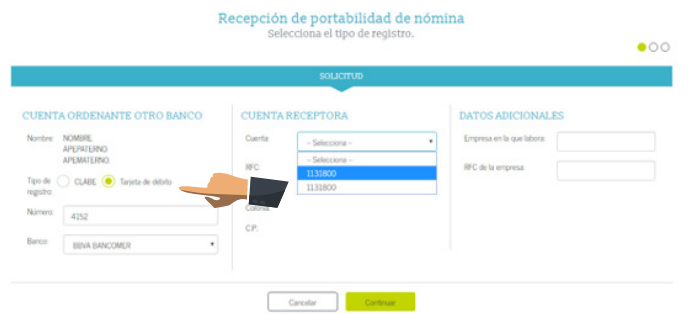 Recepción de portabilidad de nómina
Selecciona el tipo de registro.
SOLICITUD
CUENTA ORDENANTE OTRO BANCO
Nombre: NOMBRE
APEPATERNO
APEMATERNO
Tipo de registro: CLABE Tarjeta de débito
Número: 4152
Banco: BBVA BANCOMER
CUENTA RECEPTORA
Cuenta: - Selecciona -
- Selecciona -
1131800
1131800
RFC:
Colonia:
C.P.:
DATOS ADICIONALES
Empresa en la que labora:
RFC de la empresa:
Cancelar Continuar